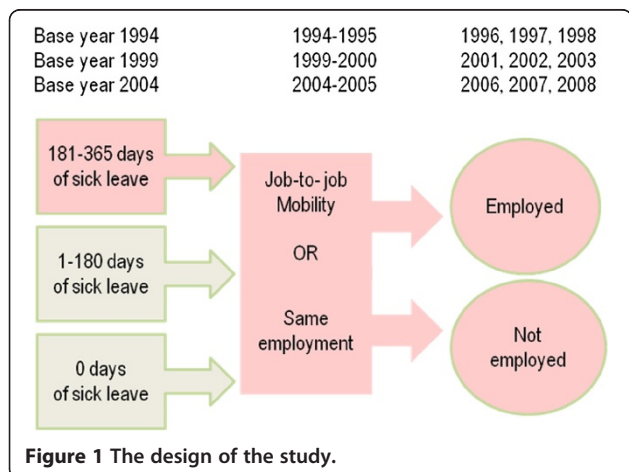 Base year 1994 1994-1995 1996, 1997, 1998
Base year 1999 1999-2000 2001, 2002, 2003
Base year 2004 2004-2005 2006, 2007, 2008
181-365 days
of sick leave
1-180 days
of sick leave
0 days
of sick leave
Job-to-job
Mobility
OR
Same
employment
Employed
Not
employed
Figure 1 The design of the study.